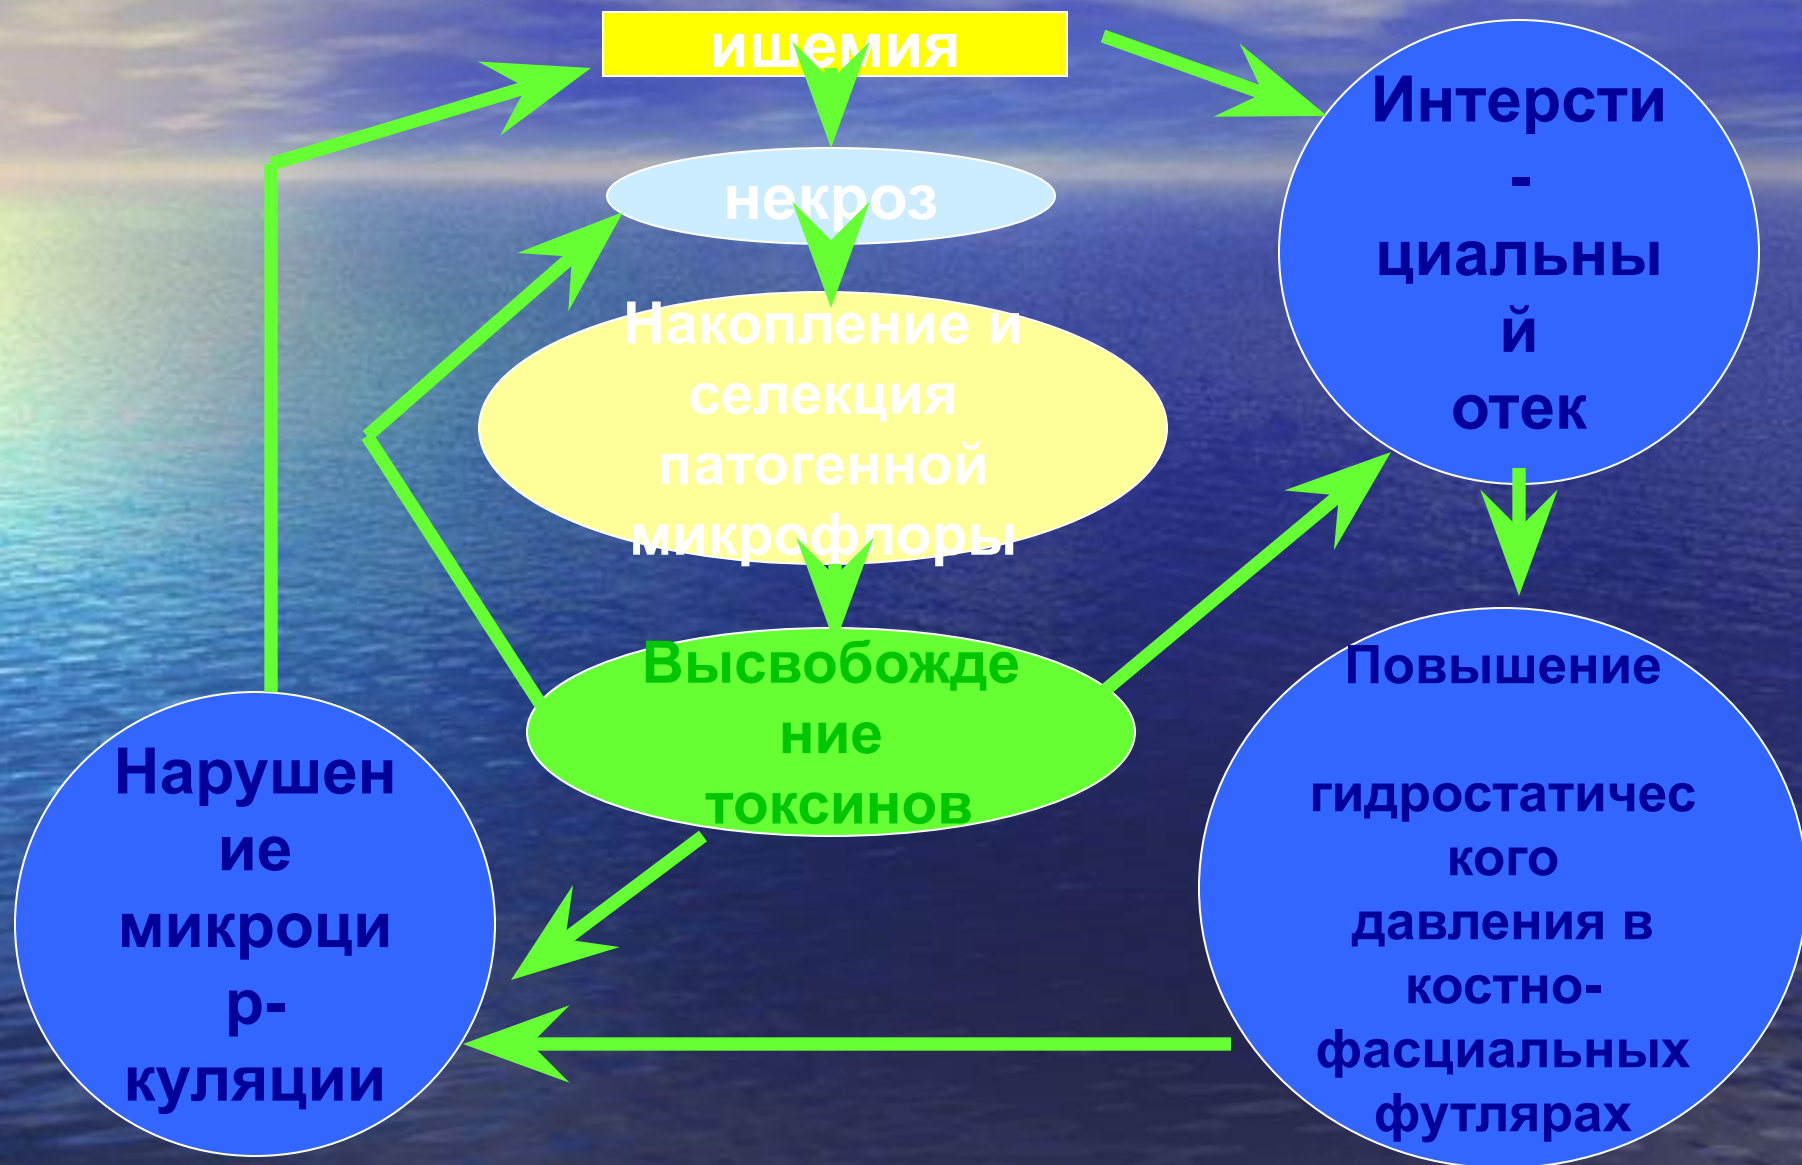 ишемия
некроз
Накопление и
селекция
патогенной
микрофлоры
Высвобожде
ние
токсинов
Интерсти
-
циальны
й
отек
Повышение
гидростатичес
кого
давления в
костно-
фасциальных
футлярах
Нарушен
ие
микроци
р-
куляции